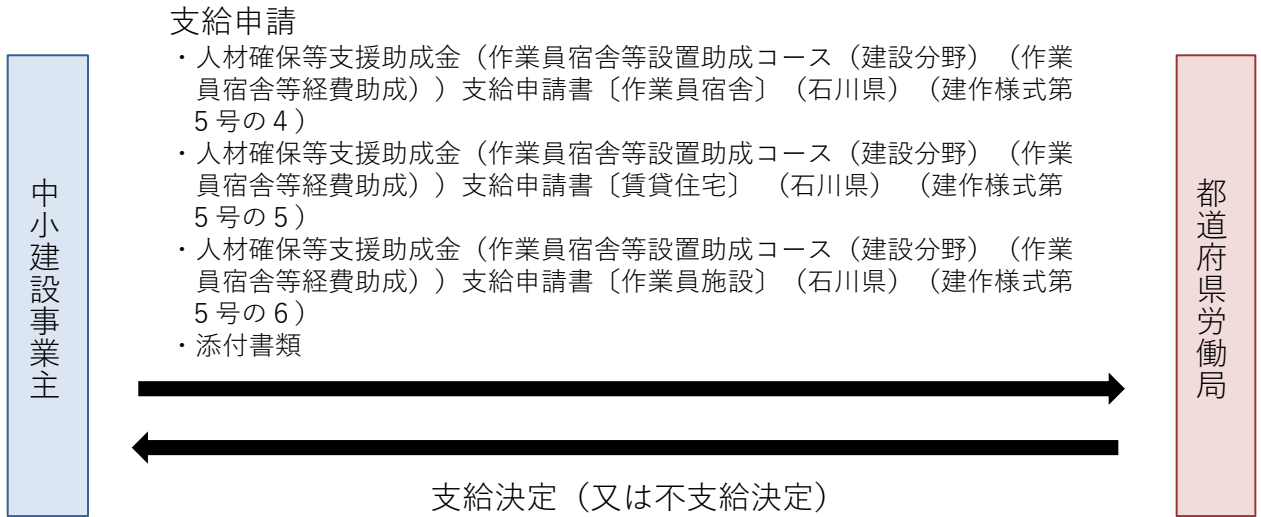 支給申請
・人材確保等支援助成金（作業員宿舎等設置助成コース（建設分野）（作業
員宿舎等経費助成））支給申請書〔作業員宿舎〕（石川県）（建作様式第
５号の４）
・人材確保等支援助成金（作業員宿舎等設置助成コース（建設分野）（作業
員宿舎等経費助成））支給申請書〔賃貸住宅〕 （石川県） （建作様式第
５号の５）
・人材確保等支援助成金（作業員宿舎等設置助成コース（建設分野）（作業
員宿舎等経費助成））支給申請書〔作業員施設〕（石川県）（建作様式第
５号の６）
・添付書類
中小建設事業主
都道府県労働局
支給決定（又は不支給決定）